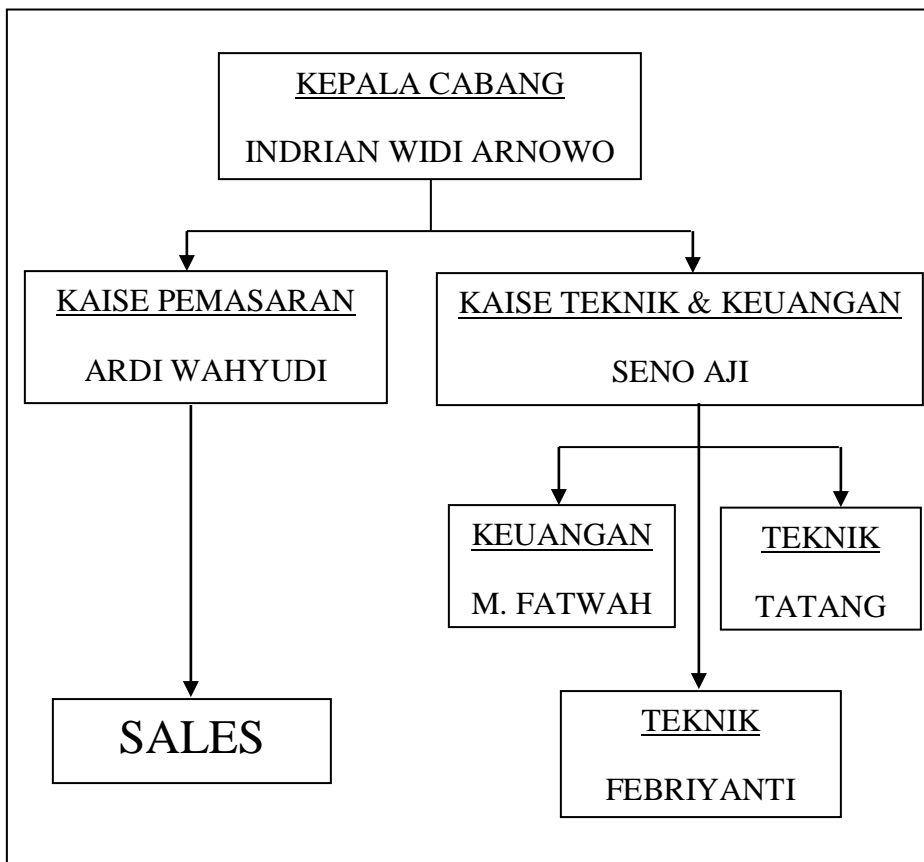 KEPALA CABANG
INDRIAN WIDI ARNOWO
KAISE PEMASARAN
ARDI WAHYUDI
KAISE TEKNIK & KEUANGAN
SENO AJI
KEUANGAN
M. FATWAH
TEKNIK
TATANG
SALES
TEKNIK
FEBRIYANTI